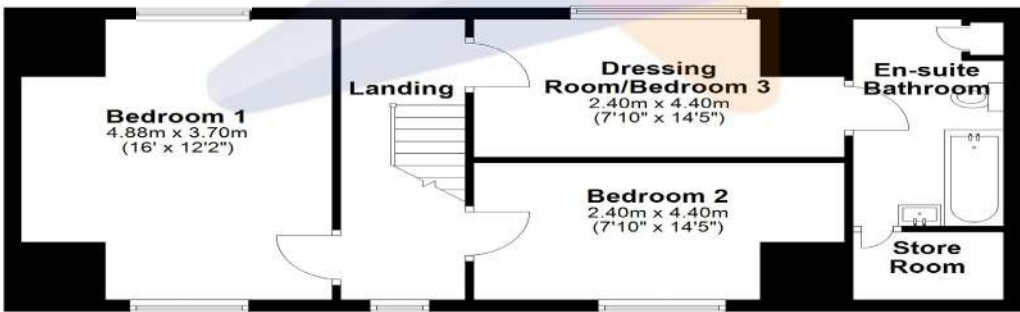 Bedroom 1
4.88m x 3.70m
(16' x 12'2")
Landing
Dressing
Room/Bedroom 3
2.40m x 4.40m
(7'10" x 14'5")
En-suite
Bathroom
Bedroom 2
2.40m x 4.40m
(7'10" x 14'5")
Store
Room